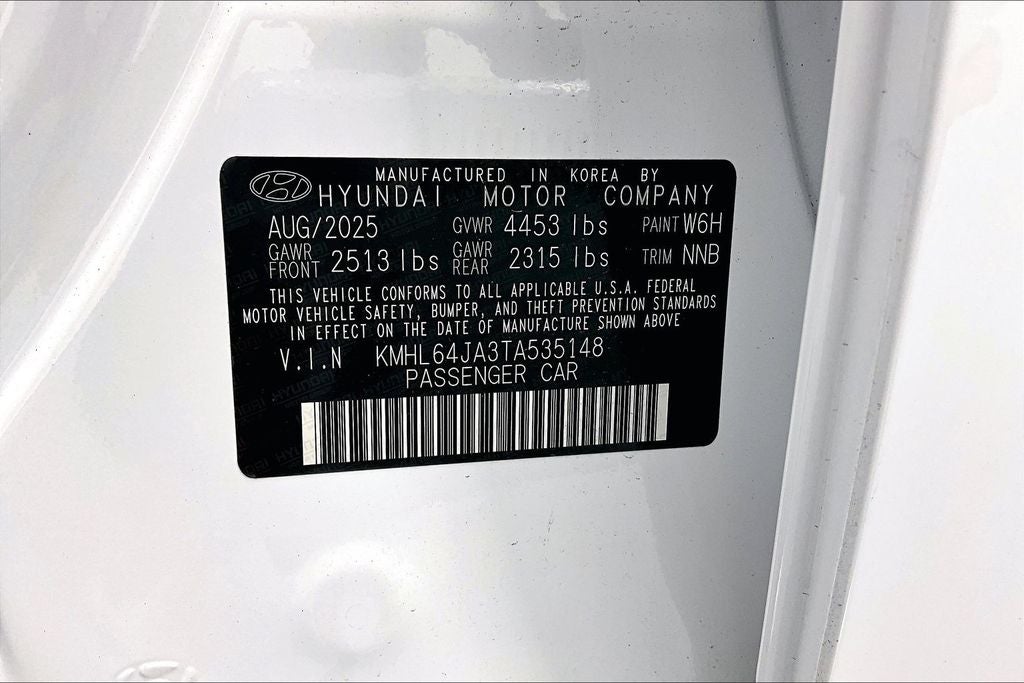 MANUFACTURED IN KOREA BY
HYUNDAI MOTOR COMPANY
AUG/2025 GVWR 4453 lbs PAINT W6H
GAWR FRONT 2513 lbs GAWR REAR 2315 lbs TRIM NNB
THIS VEHICLE CONFORMS TO ALL APPLICABLE U.S.A. FEDERAL
MOTOR VEHICLE SAFETY, BUMPER, AND THEFT PREVENTION STANDARDS
IN EFFECT ON THE DATE OF MANUFACTURE SHOWN ABOVE
V.I.N KMHL64JA3TA535148
PASSENGER CAR